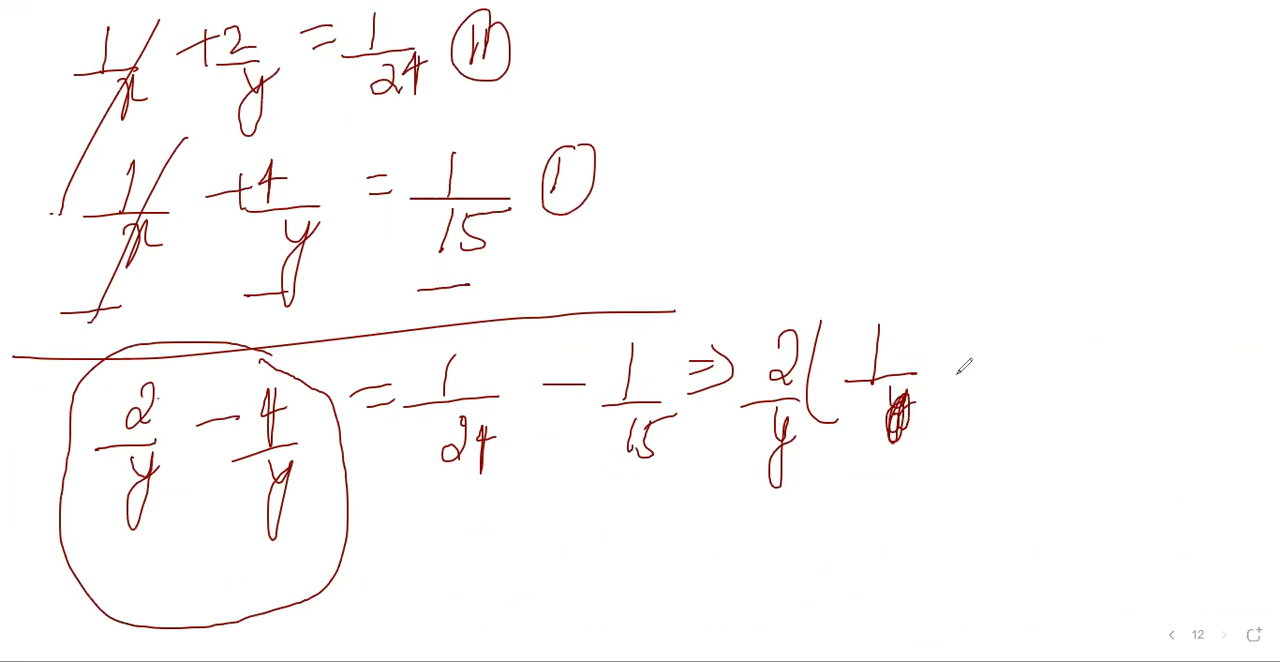 1/x + 2/y = 1/24 (II)
1/x + 4/y = 1/15 (I)
− − −
2/y − 4/y = 1/24 − 1/15 ⇒ 2/y ( 1/
12